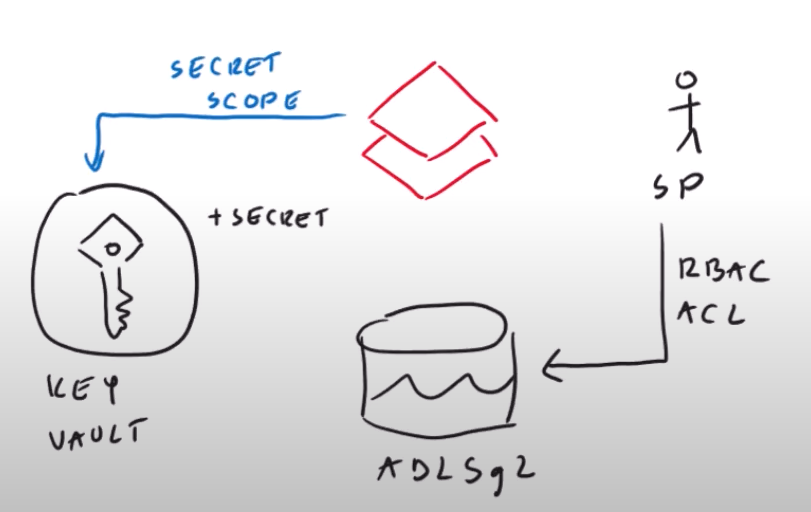 SECRET
SCOPE
+ SECRET
SP
RBAC
ACL
KEY
VAULT
ADLSg2